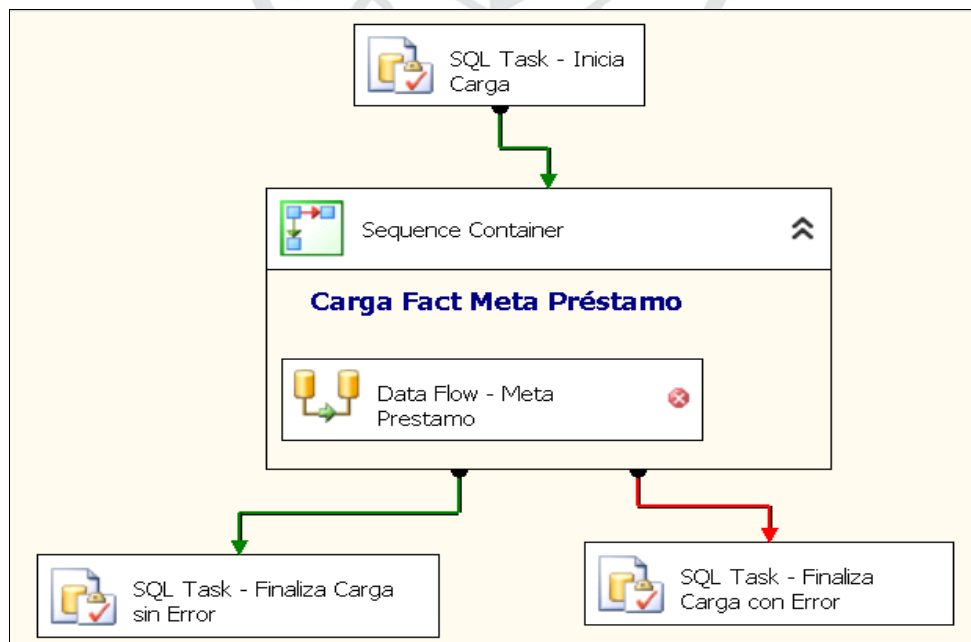 SQL Task - Inicia
Carga
Sequence Container
Carga Fact Meta Préstamo
Data Flow - Meta
Prestamo
SQL Task - Finaliza Carga
sin Error
SQL Task - Finaliza
Carga con Error